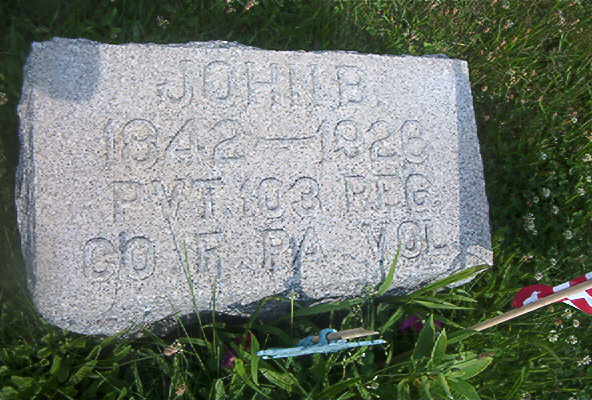 JOHN B.
1842 — 1926
PVT. 103 REG.
CO. F. PA. VOL.